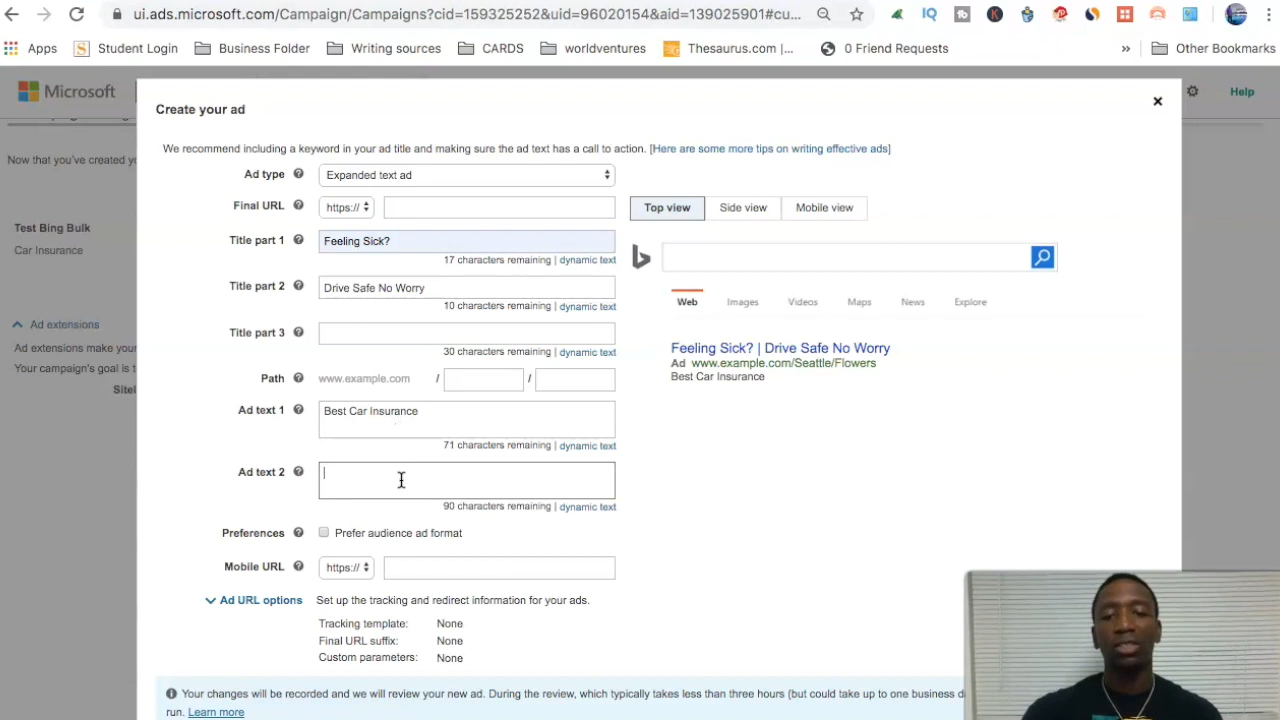 ui.ads.microsoft.com/Campaign/Campaigns?cid=159325252&uid=96020154&aid=139025901#cu...
Apps Student Login Business Folder Writing sources CARDS worldventures Thesaurus.com |... 0 Friend Requests » Other Bookmarks
Microsoft Help
Create your ad ×
Now that you've created yo
We recommend including a keyword in your ad title and making sure the ad text has a call to action. [Here are some more tips on writing effective ads]
Ad type Expanded text ad
Final URL https:// Top view Side view Mobile view
Test Bing Bulk
Car Insurance
Title part 1 Feeling Sick?
17 characters remaining | dynamic text
Title part 2 Drive Safe No Worry
10 characters remaining | dynamic text
Web Images Videos Maps News Explore
Ad extensions
Ad extensions make your
Your campaign's goal is t
Sitel
Title part 3
30 characters remaining | dynamic text
Feeling Sick? | Drive Safe No Worry
Ad www.example.com/Seattle/Flowers
Best Car Insurance
Path www.example.com / /
Ad text 1 Best Car Insurance
71 characters remaining | dynamic text
Ad text 2
90 characters remaining | dynamic text
Preferences Prefer audience ad format
Mobile URL https://
Ad URL options Set up the tracking and redirect information for your ads.
Tracking template: None
Final URL suffix: None
Custom parameters: None
Your changes will be recorded and we will review your new ad. During the review, which typically takes less than three hours (but could take up to one business d
run. Learn more